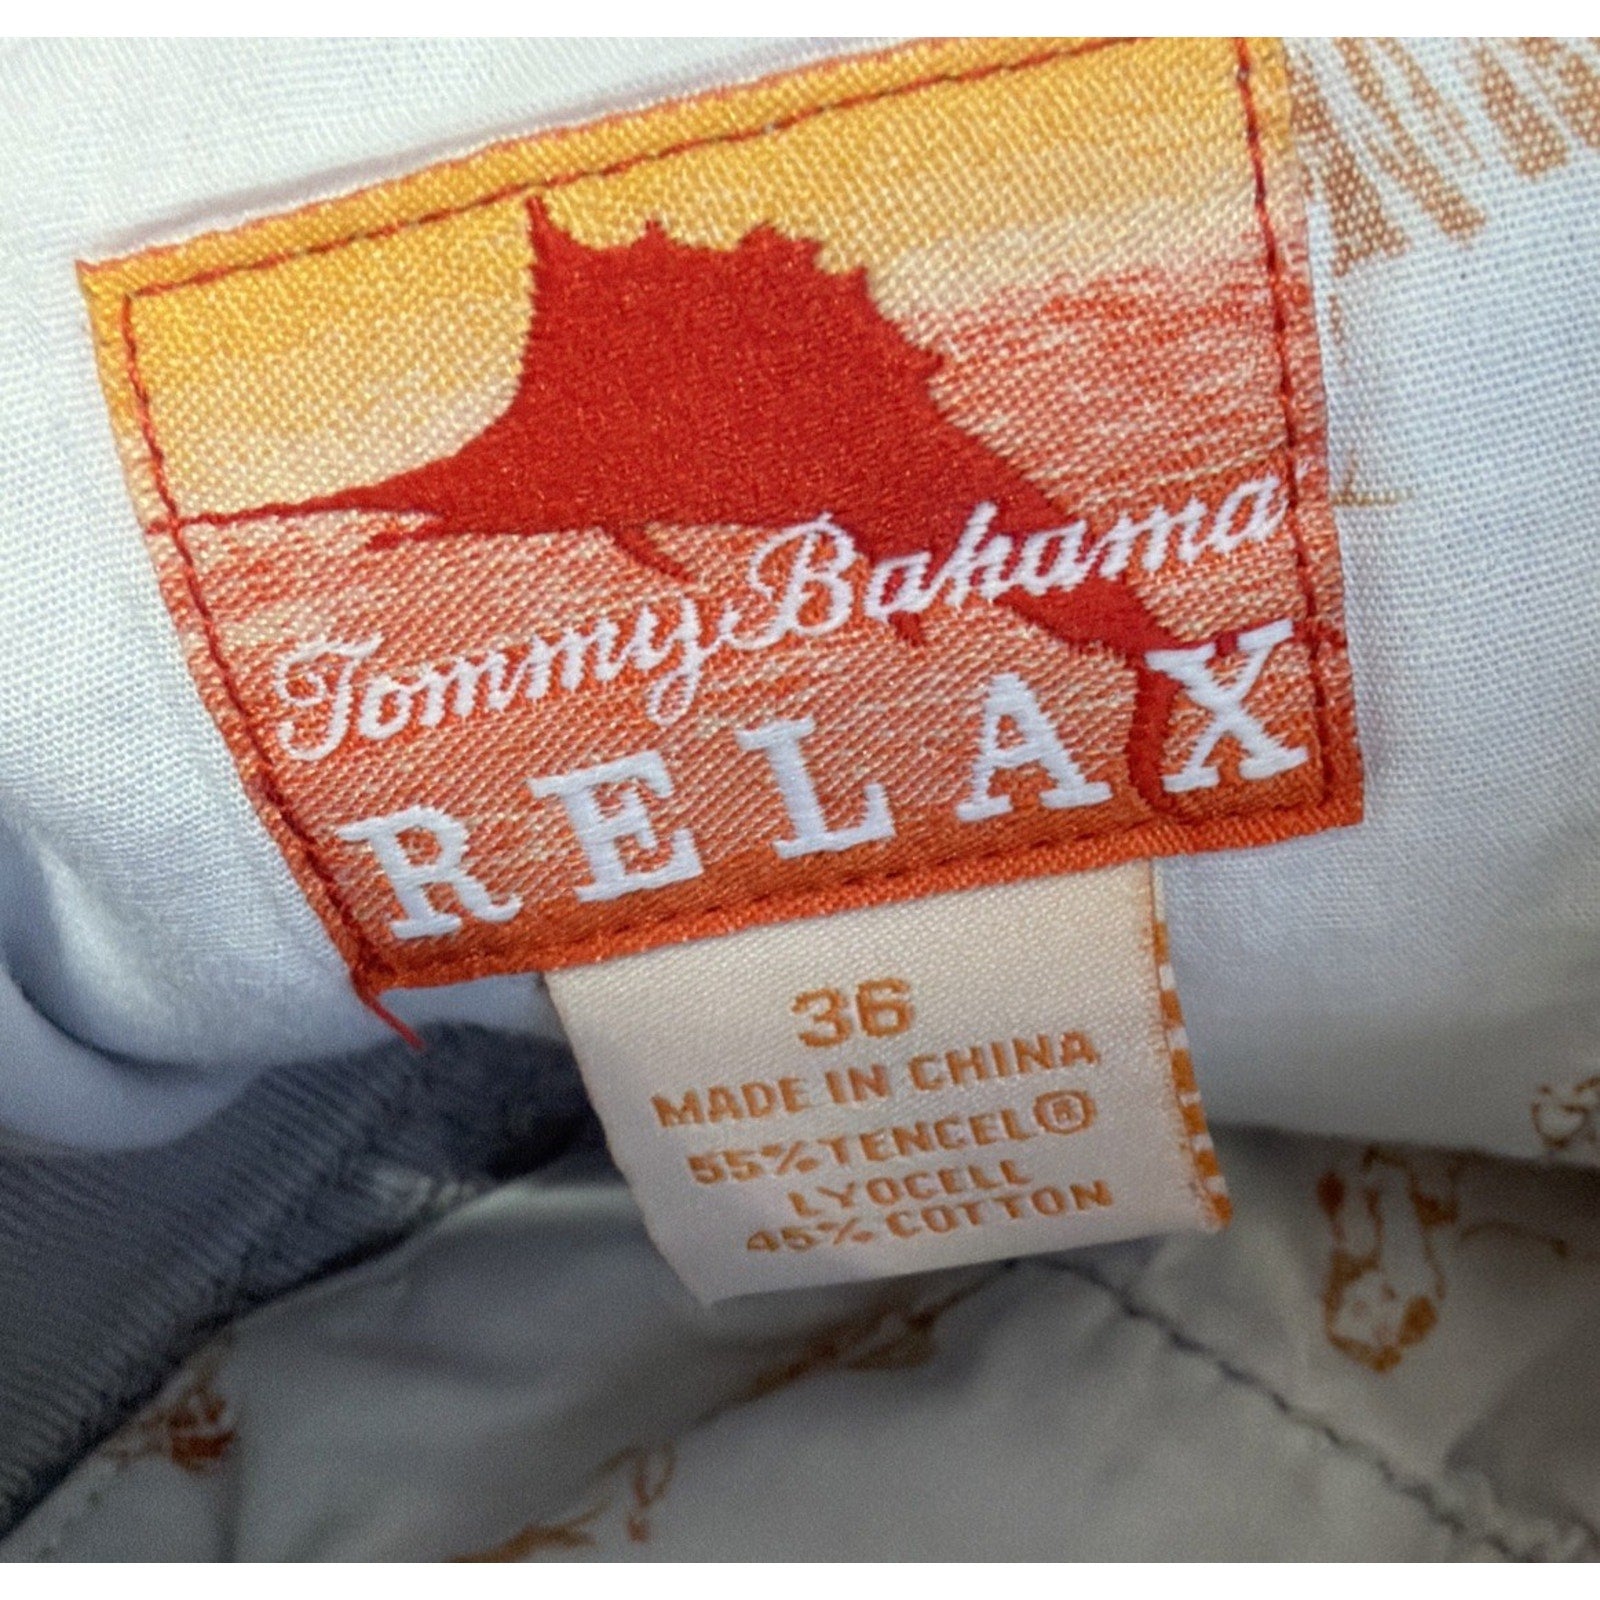 Tommy Bahama
RELAX
36
MADE IN CHINA
55% TENCEL®
LYOCELL
45% COTTON